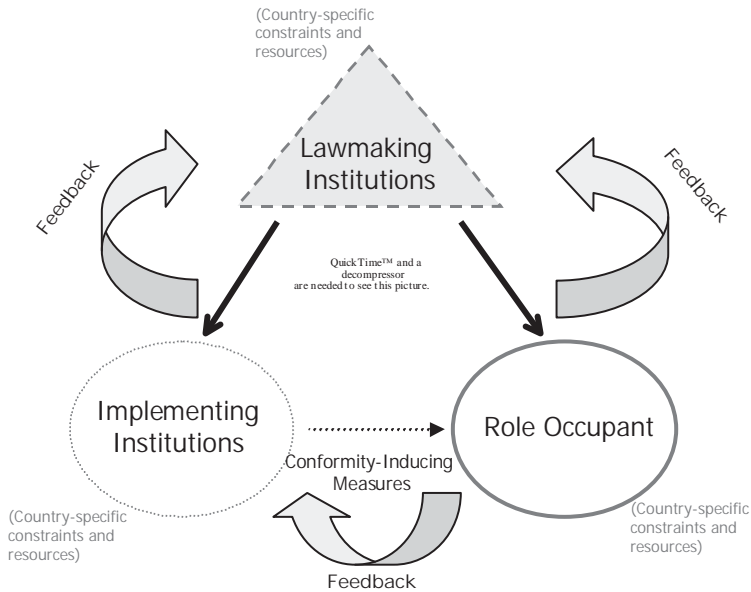 (Country-specific
constraints and
resources)
Feedback
Lawmaking
Institutions
Feedback
QuickTime™ and a
decompressor
are needed to see this picture.
Implementing
Institutions
Role Occupant
Conformity-Inducing
Measures
(Country-specific
constraints and
resources)
(Country-specific
constraints and
resources)
Feedback